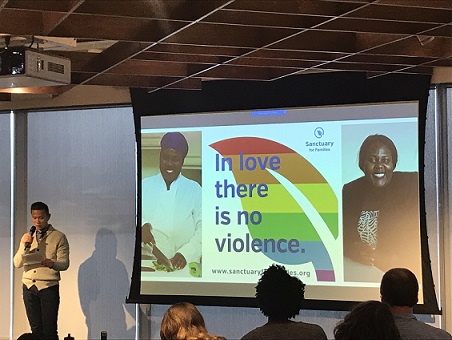 Sanctuary
for Families
In love
there
is no
violence.
www.sanctuaryforfamilies.org